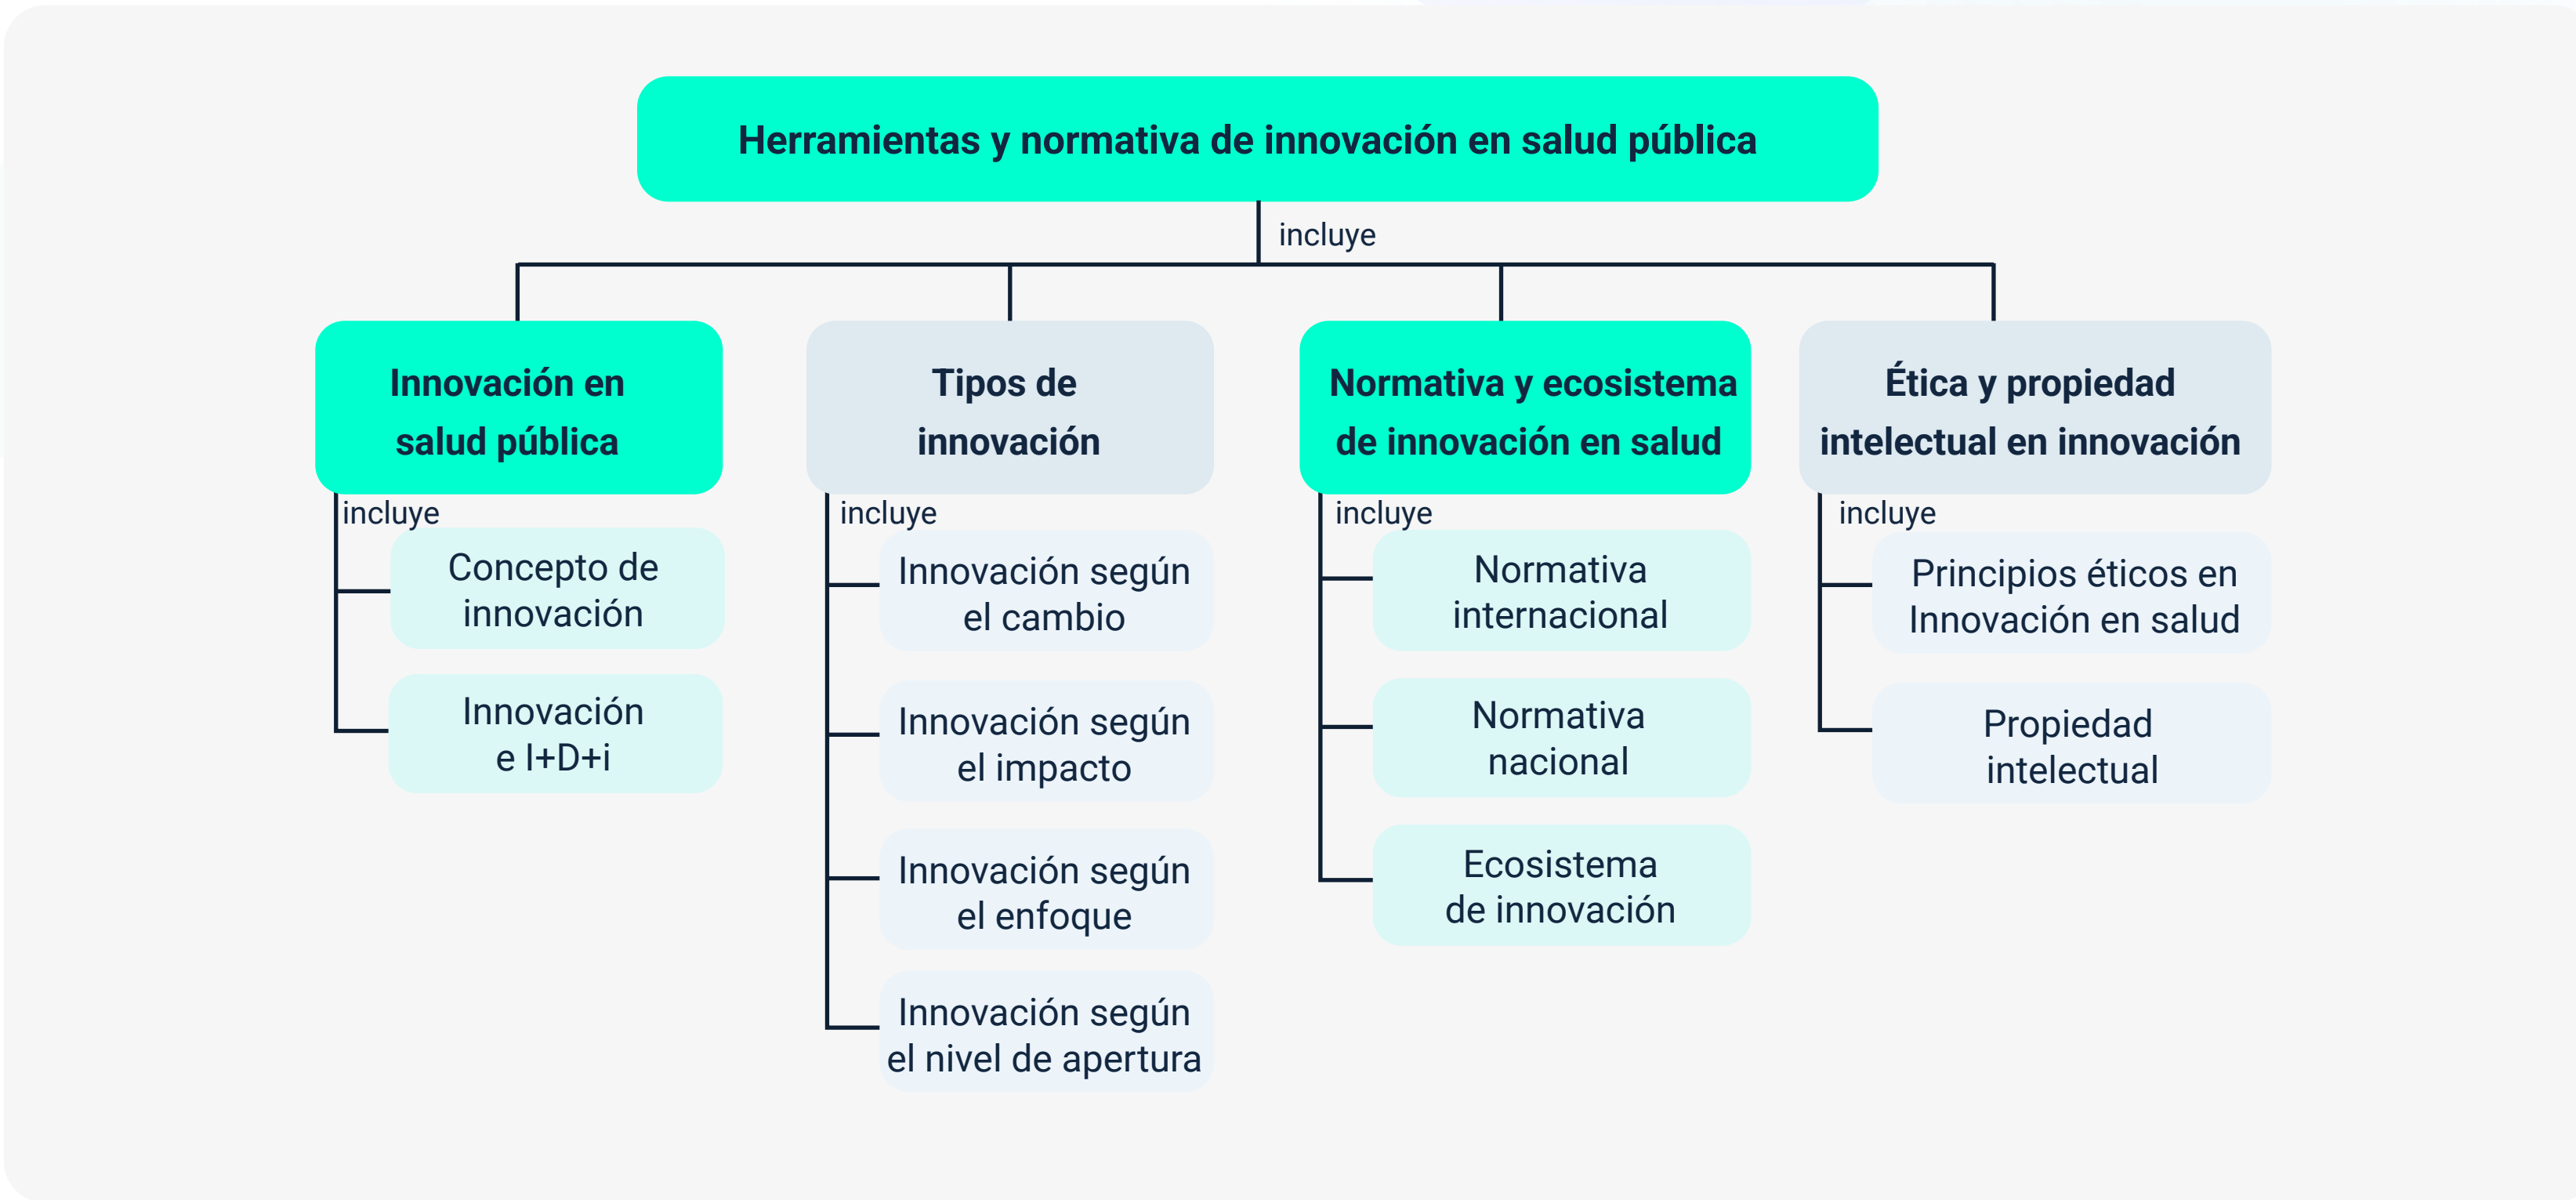 Herramientas y normativa de innovación en salud pública
incluye
Innovación en
salud pública
incluye
Concepto de
innovación
Innovación
e I+D+i
Tipos de
innovación
incluye
Innovación según
el cambio
Innovación según
el impacto
Innovación según
el enfoque
Innovación según
el nivel de apertura
Normativa y ecosistema
de innovación en salud
incluye
Normativa
internacional
Normativa
nacional
Ecosistema
de innovación
Ética y propiedad
intelectual en innovación
incluye
Principios éticos en
Innovación en salud
Propiedad
intelectual